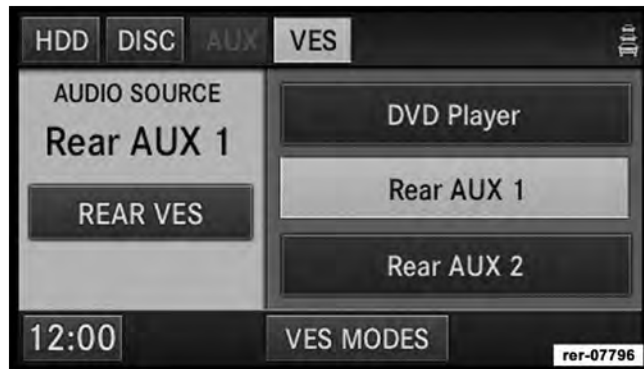 HDD DISC AUX VES
AUDIO SOURCE
Rear AUX 1
REAR VES
DVD Player
Rear AUX 1
Rear AUX 2
12:00 VES MODES
rer-07796